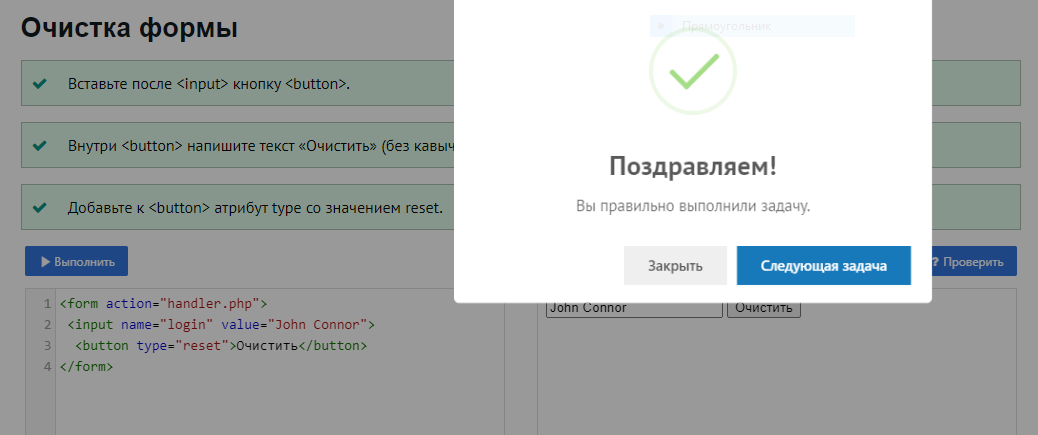 Очистка формы
Прямоугольник
Вставьте после <input> кнопку <button>.
Внутри <button> напишите текст «Очистить» (без кавыч
Добавьте к <button> атрибут type со значением reset.
Поздравляем!
Вы правильно выполнили задачу.
Закрыть
Следующая задача
Выполнить
? Проверить
1 <form action="handler.php">
2 <input name="login" value="John Connor">
3 <button type="reset">Очистить</button>
4 </form>
John Connor
Очистить